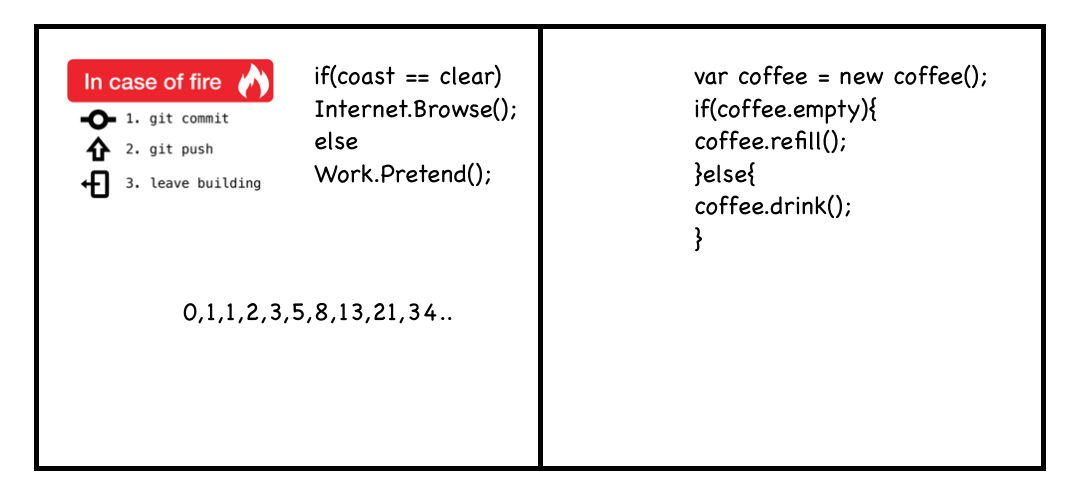 In case of fire
1. git commit
2. git push
3. leave building
if(coast == clear)
Internet.Browse();
else
Work.Pretend();
0,1,1,2,3,5,8,13,21,34..
var coffee = new coffee();
if(coffee.empty){
coffee.refill();
}else{
coffee.drink();
}